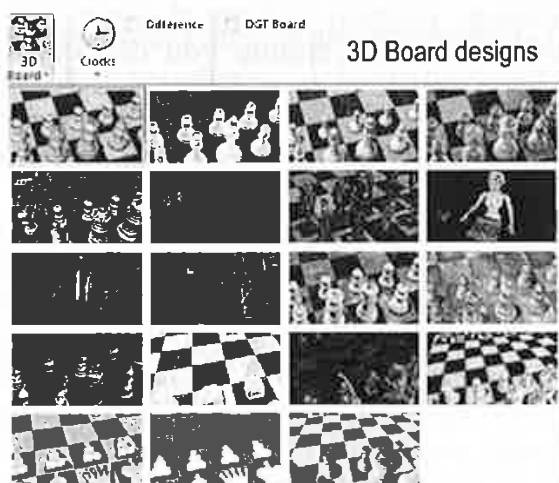 Difference
DGT Board
3D Board designs
3D
Board
Clocks